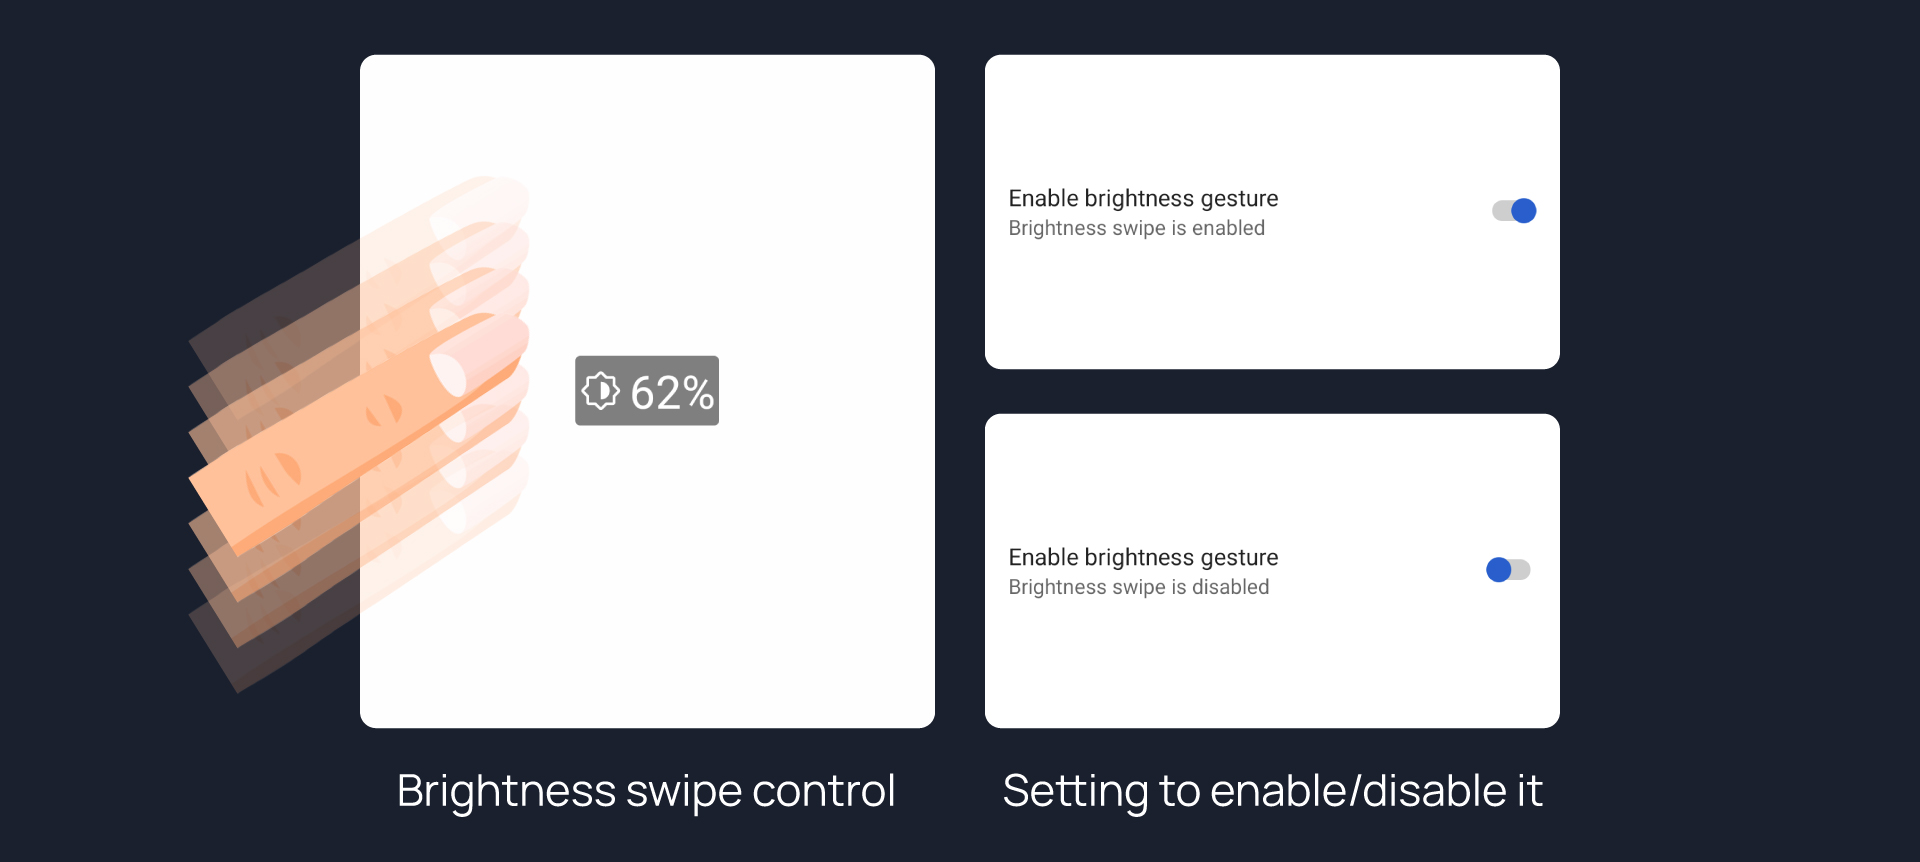 62%
Brightness swipe control
Enable brightness gesture
Brightness swipe is enabled
Enable brightness gesture
Brightness swipe is disabled
Setting to enable/disable it